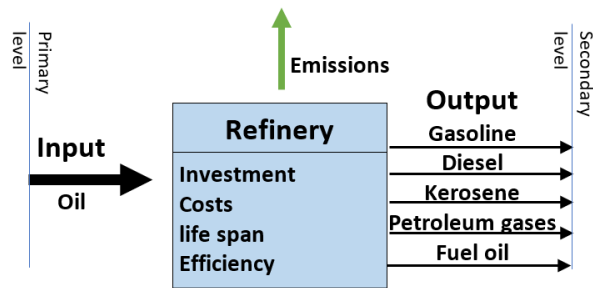 Primary
level
Input
Oil
Emissions
Refinery
Investment
Costs
life span
Efficiency
Output
Gasoline
Diesel
Kerosene
Petroleum gases
Fuel oil
Secondary
level